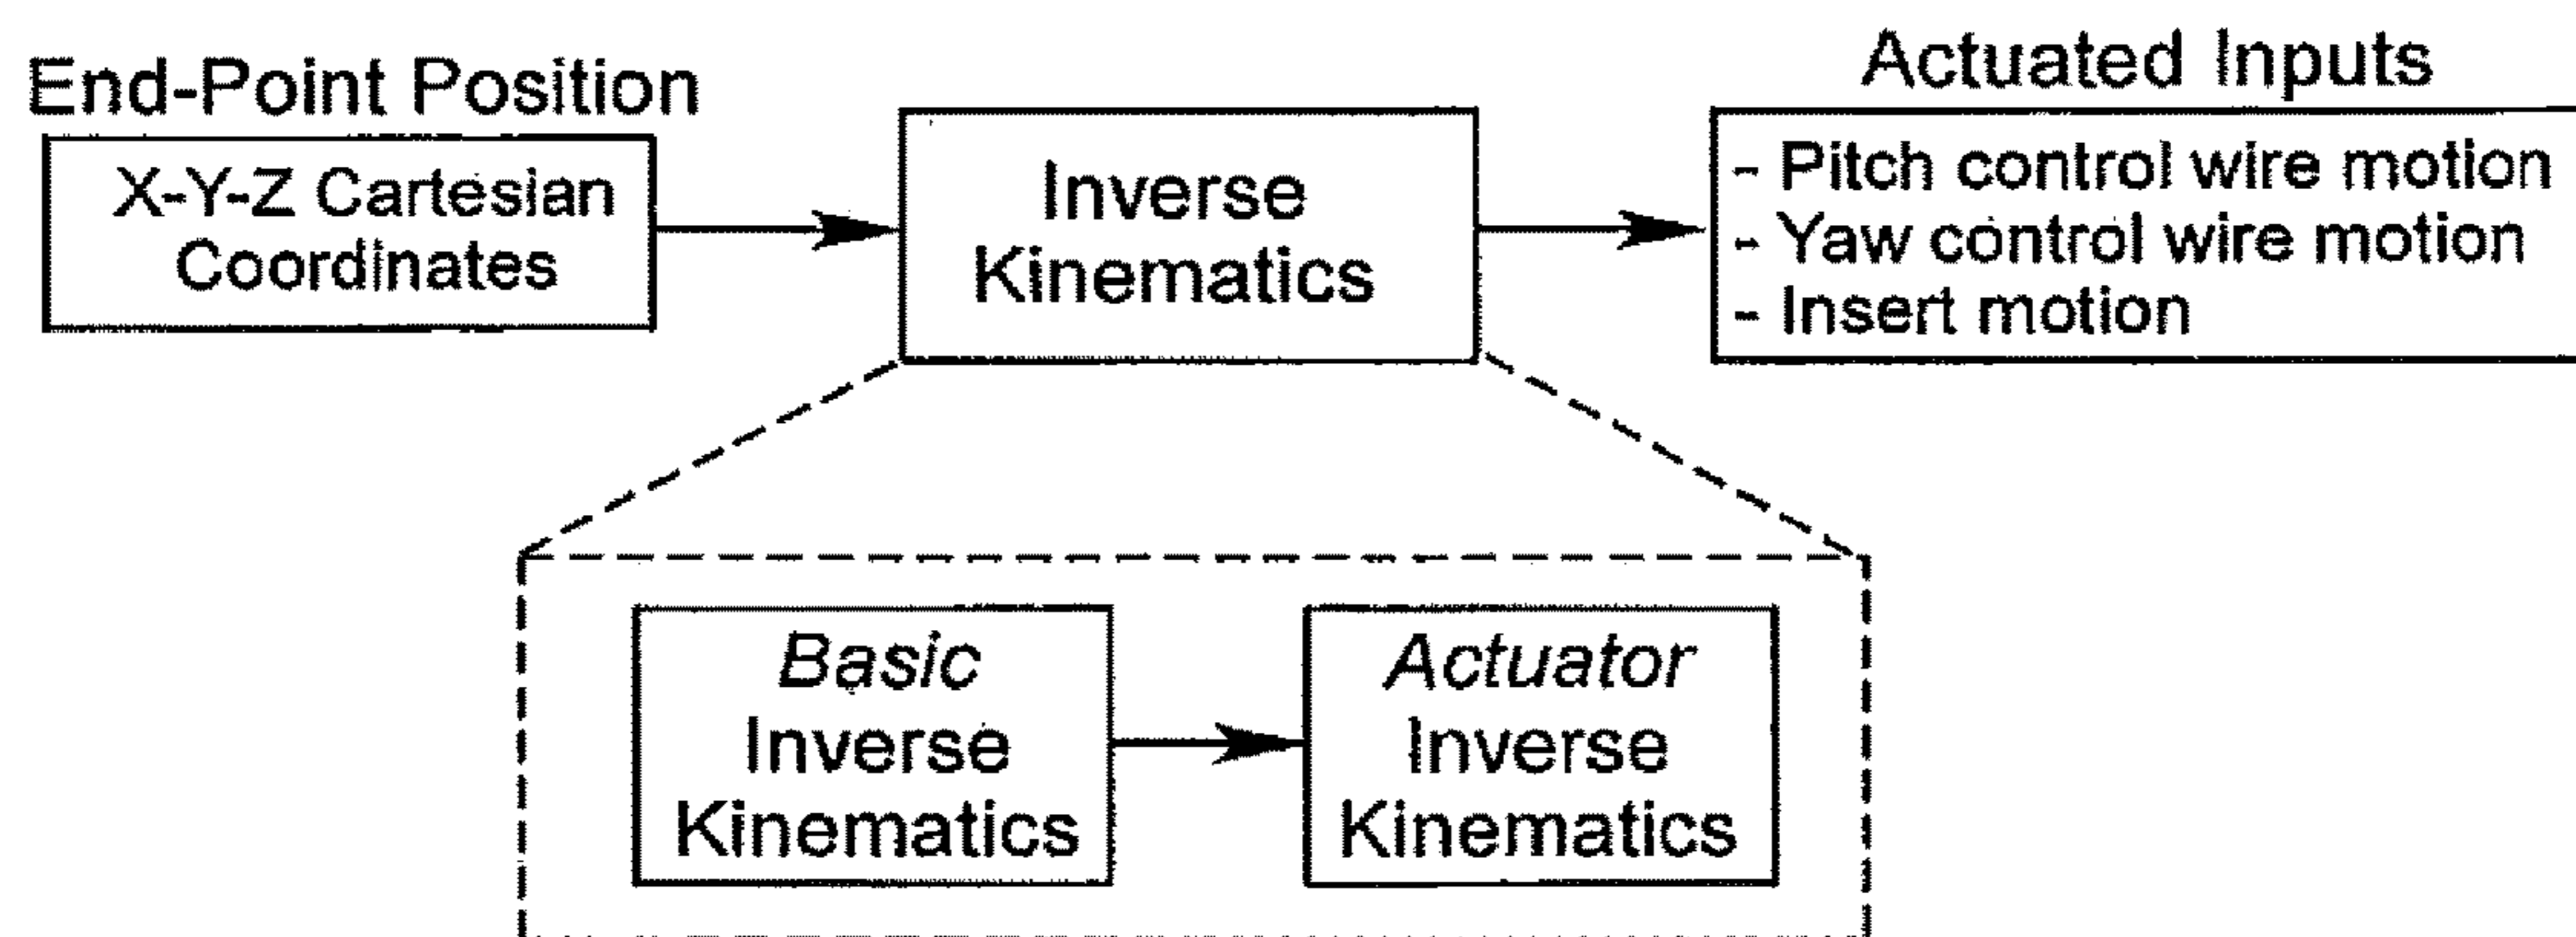 End-Point Position
X-Y-Z Cartesian
Coordinates
Inverse
Kinematics
Actuated Inputs
- Pitch control wire motion
- Yaw control wire motion
- Insert motion
Basic
Inverse
Kinematics
Actuator
Inverse
Kinematics